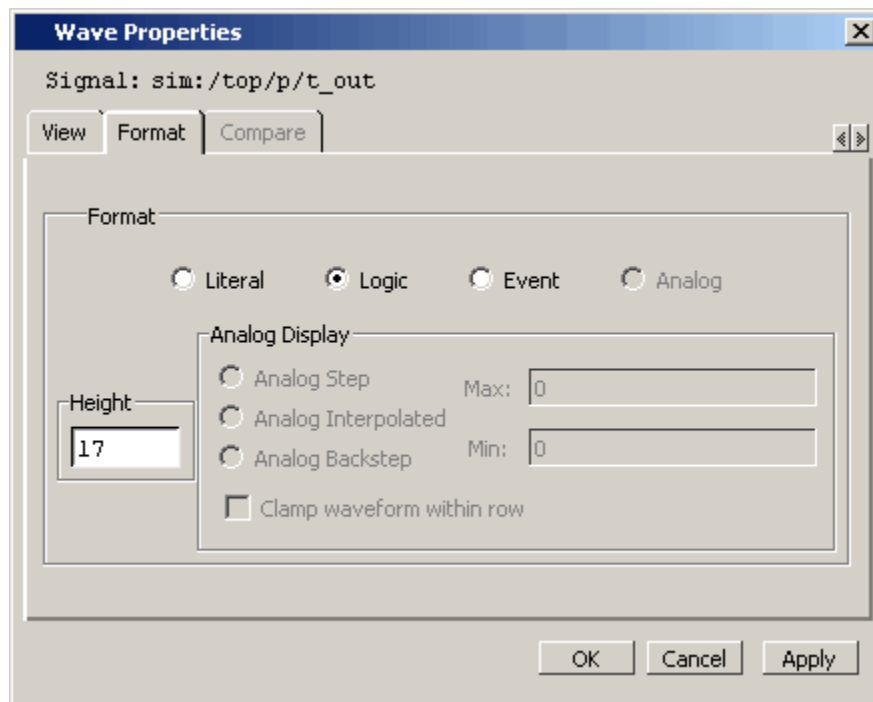 Wave Properties
Signal: sim:/top/p/t_out
View Format Compare
Format
Literal Logic Event Analog
Analog Display
Analog Step
Max: 0
Height
Analog Interpolated
17
Analog Backstep
Min: 0
Clamp waveform within row
OK Cancel Apply